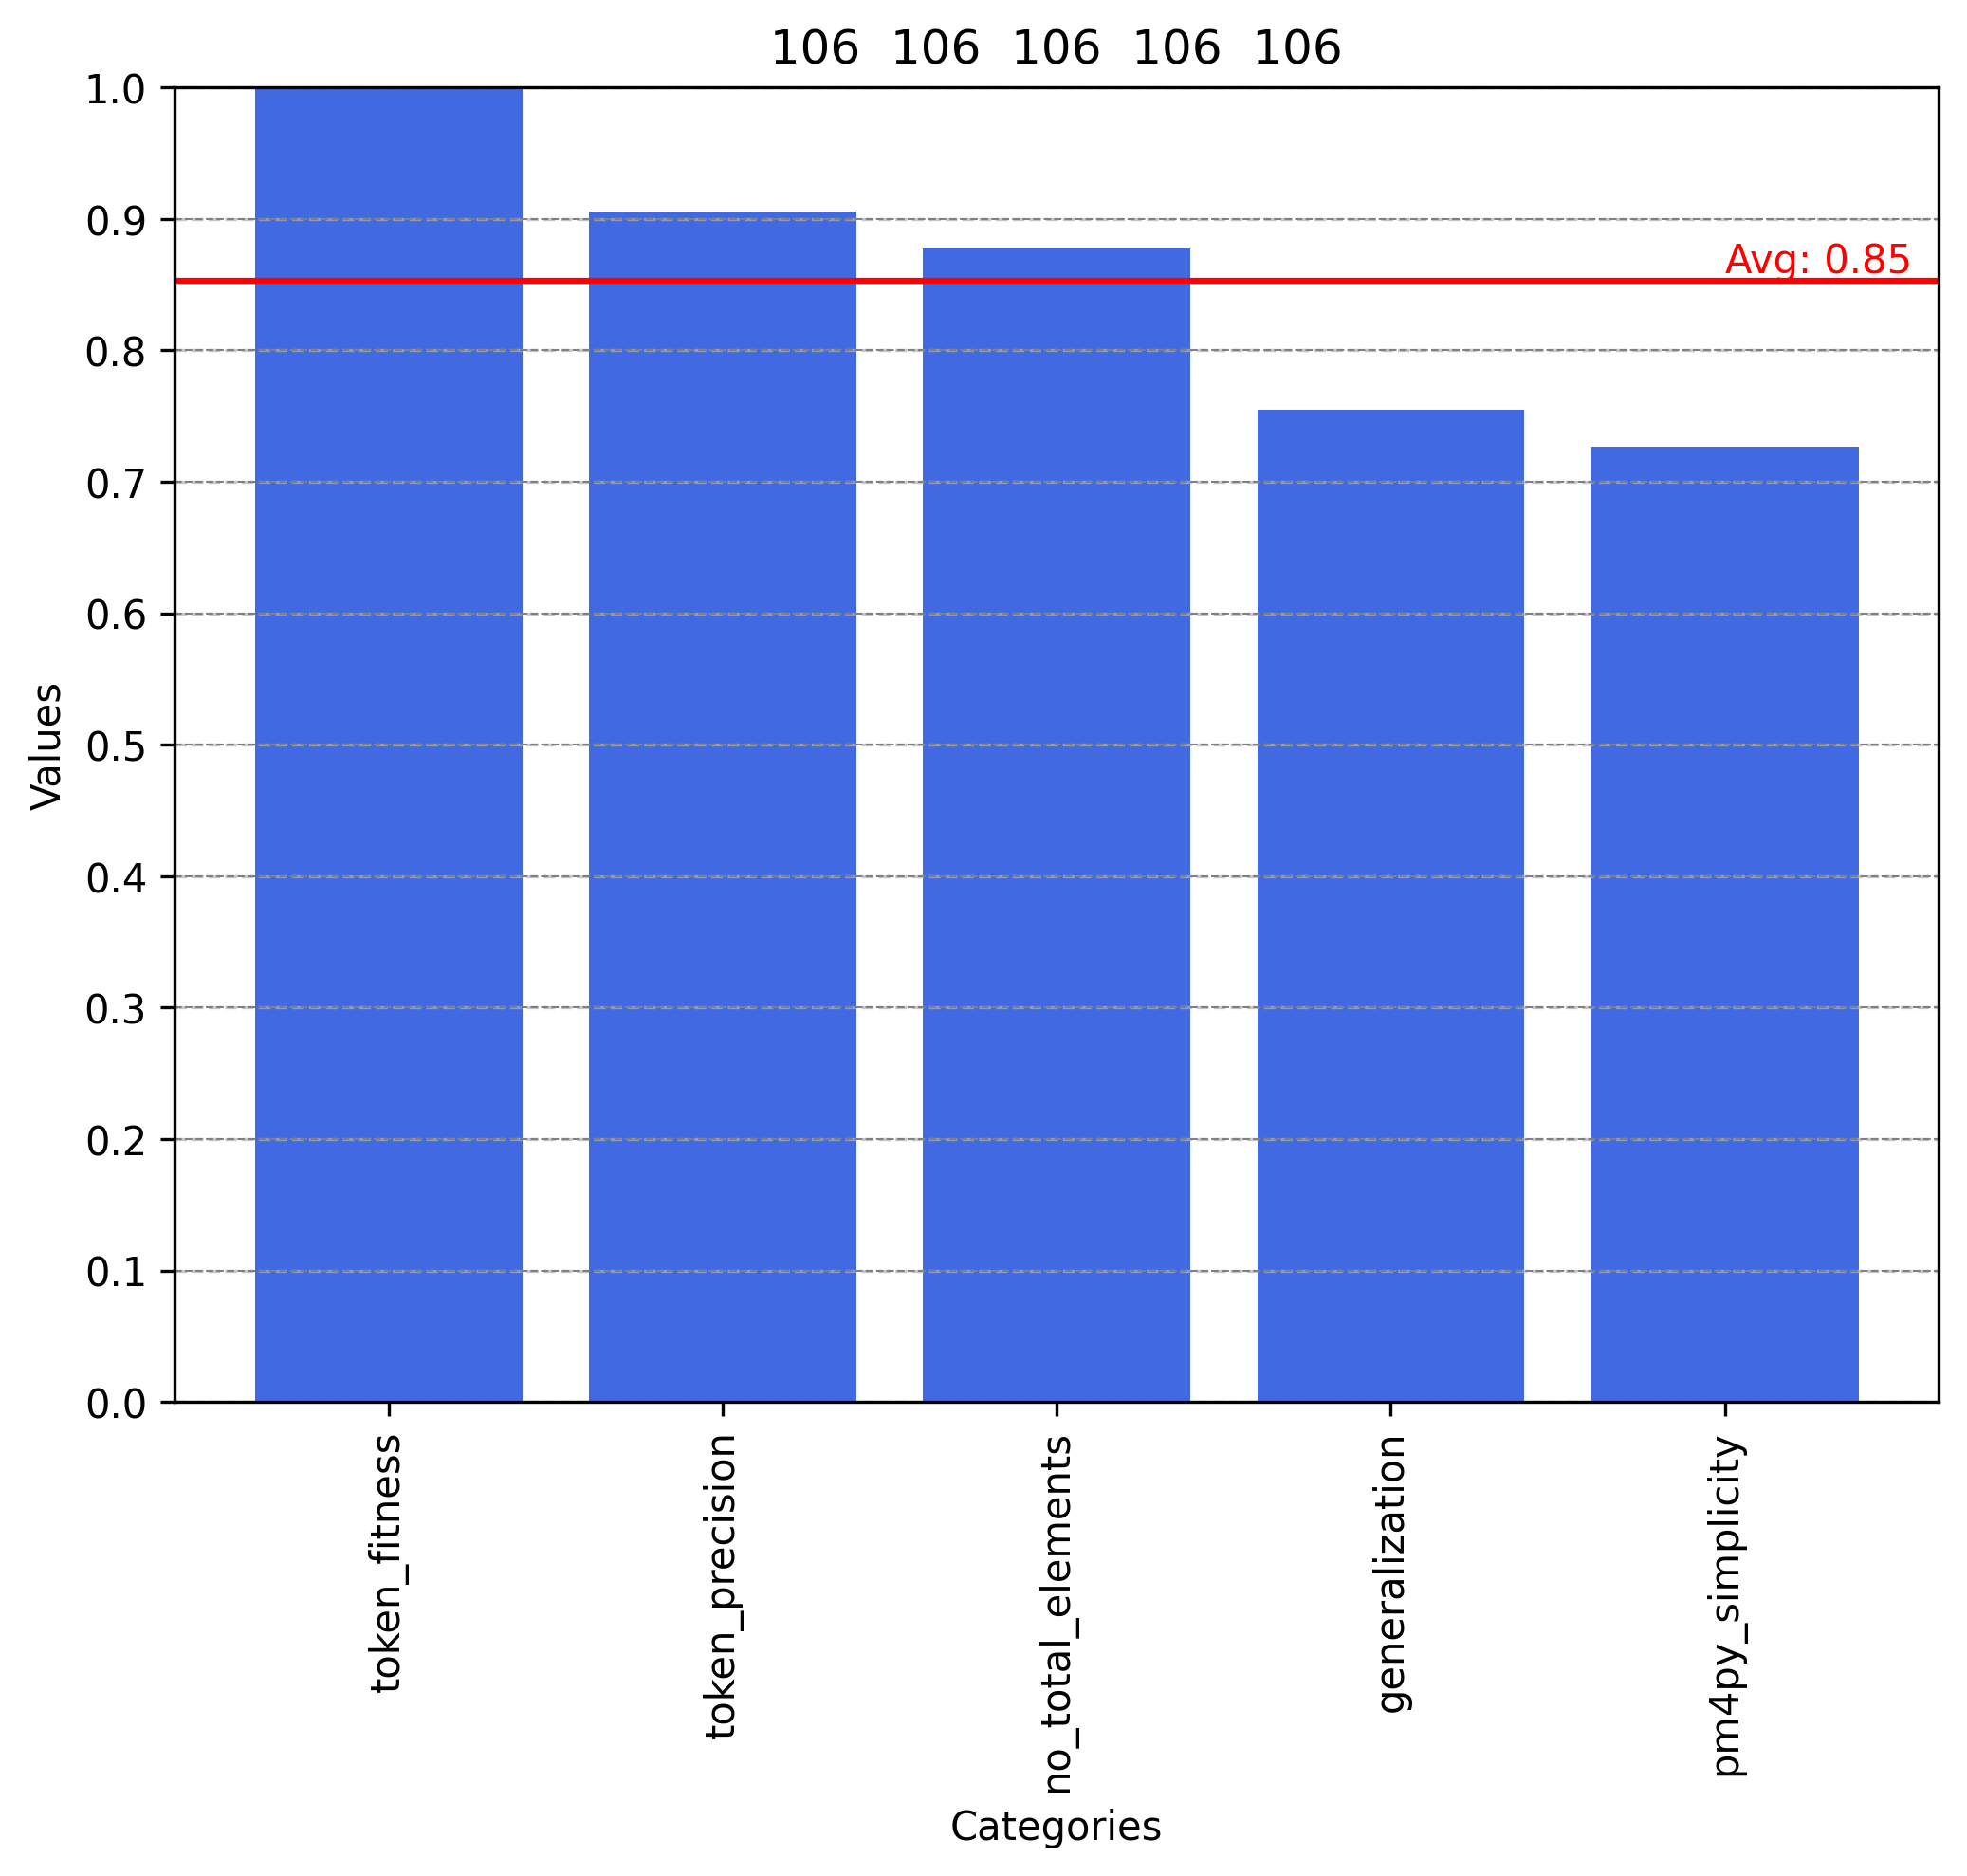 106 106 106 106 106
1.0
0.9
0.8
0.7
0.6
0.5
0.4
0.3
0.2
0.1
0.0
Values
Avg: 0.85
token_fitness
token_precision
no_total_elements
generalization
pm4py_simplicity
Categories